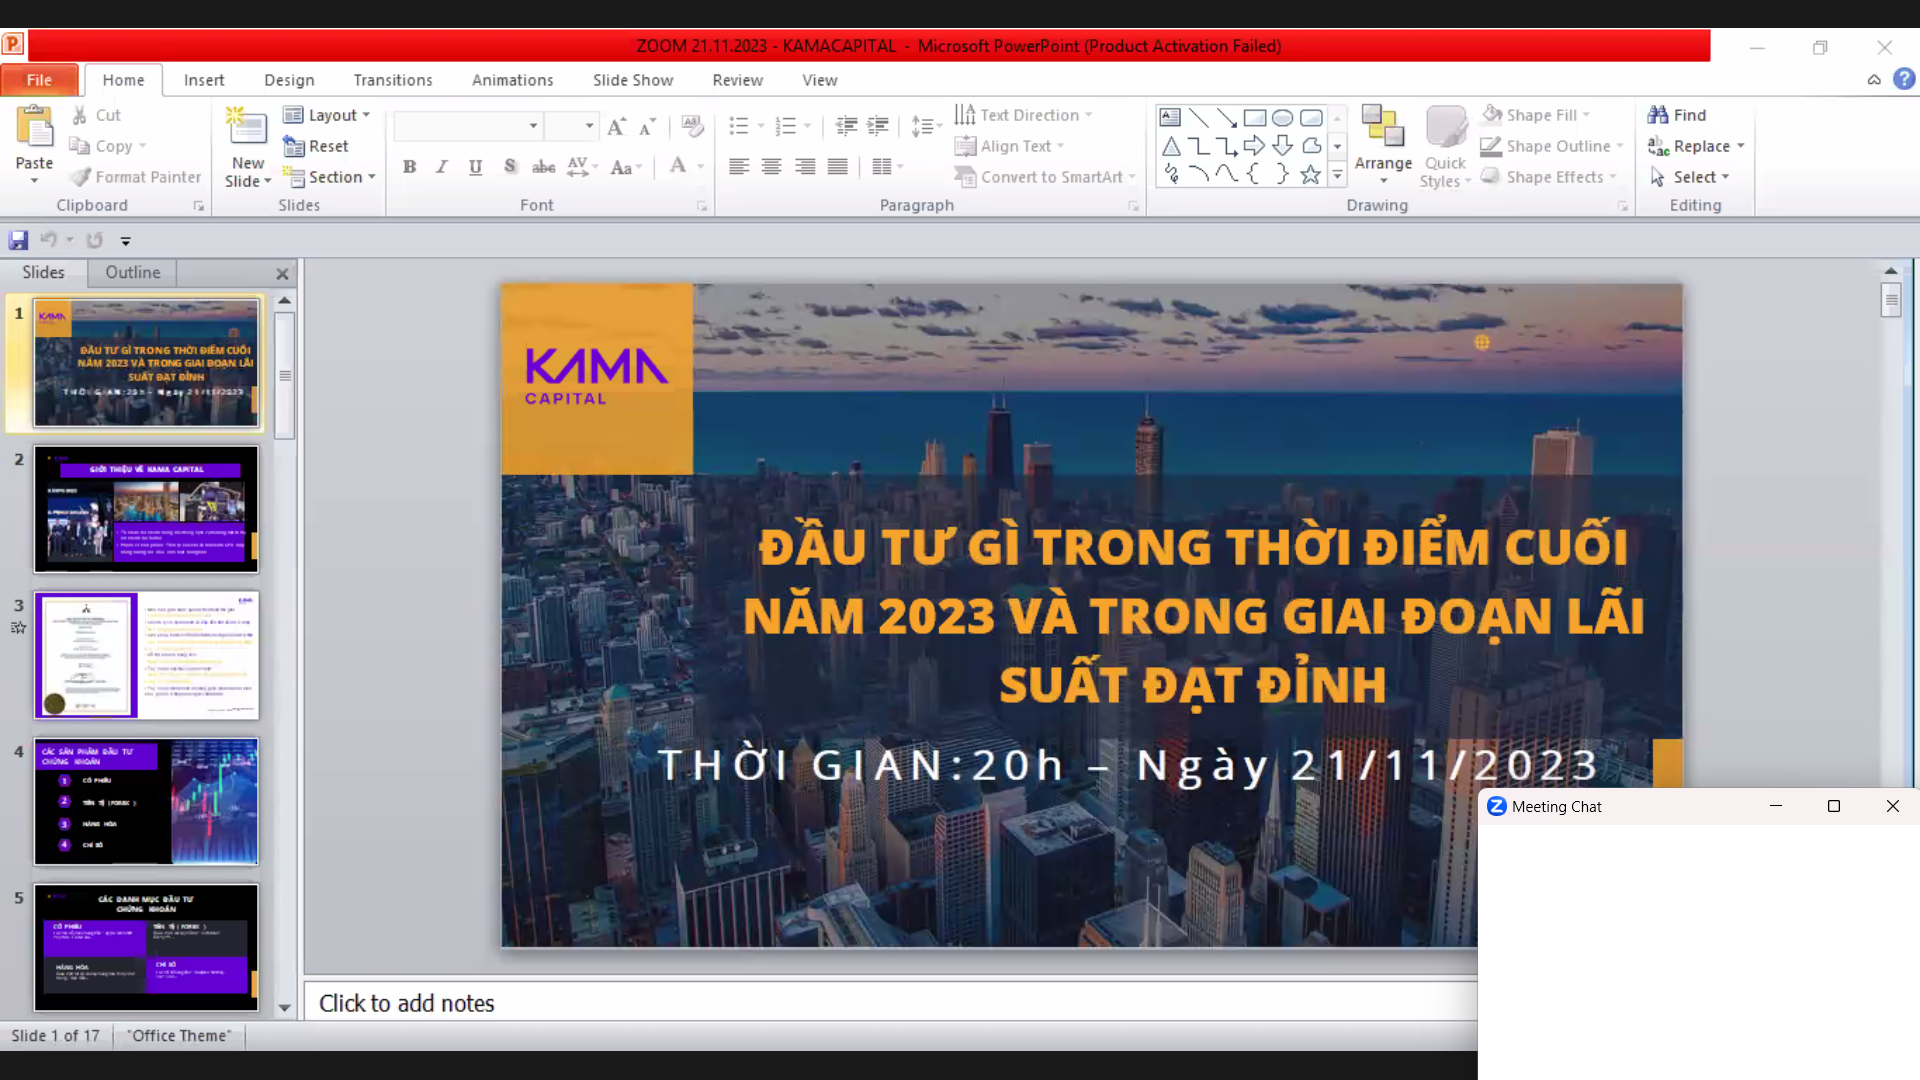 ZOOM 21.11.2023 - KAMACAPITAL - Microsoft PowerPoint (Product Activation Failed)
File Home Insert Design Transitions Animations Slide Show Review View
Paste
Cut
Copy
Format Painter
Clipboard
New Slide
Layout
Reset
Section
Slides
Font
Text Direction
Align Text
Convert to SmartArt
Paragraph
Arrange
Quick Styles
Shape Fill
Shape Outline
Shape Effects
Drawing
Find
Replace
Select
Editing
Slides Outline
1
KAMA
ĐẦU TƯ GÌ TRONG THỜI ĐIỂM CUỐI
NĂM 2023 VÀ TRONG GIAI ĐOẠN LÃI
SUẤT ĐẠT ĐỈNH
THỜI GIAN:20h – Ngày 21/11/2023
2
GIỚI THIỆU VỀ KAMA CAPITAL
3
4
CÁC SẢN PHẨM ĐẦU TƯ
CHỨNG KHOÁN
1 CỔ PHIẾU
2 TIỀN TỆ (FOREX )
3 HÀNG HÓA
4 CHỈ SỐ
5
CÁC DANH MỤC ĐẦU TƯ
CHỨNG KHOÁN
CỔ PHIẾU
TIỀN TỆ ( FOREX )
HÀNG HÓA
CHỈ SỐ
KAMA
CAPITAL
ĐẦU TƯ GÌ TRONG THỜI ĐIỂM CUỐI
NĂM 2023 VÀ TRONG GIAI ĐOẠN LÃI
SUẤT ĐẠT ĐỈNH
THỜI GIAN:20h – Ngày 21/11/2023
Meeting Chat
Click to add notes
Slide 1 of 17 "Office Theme"